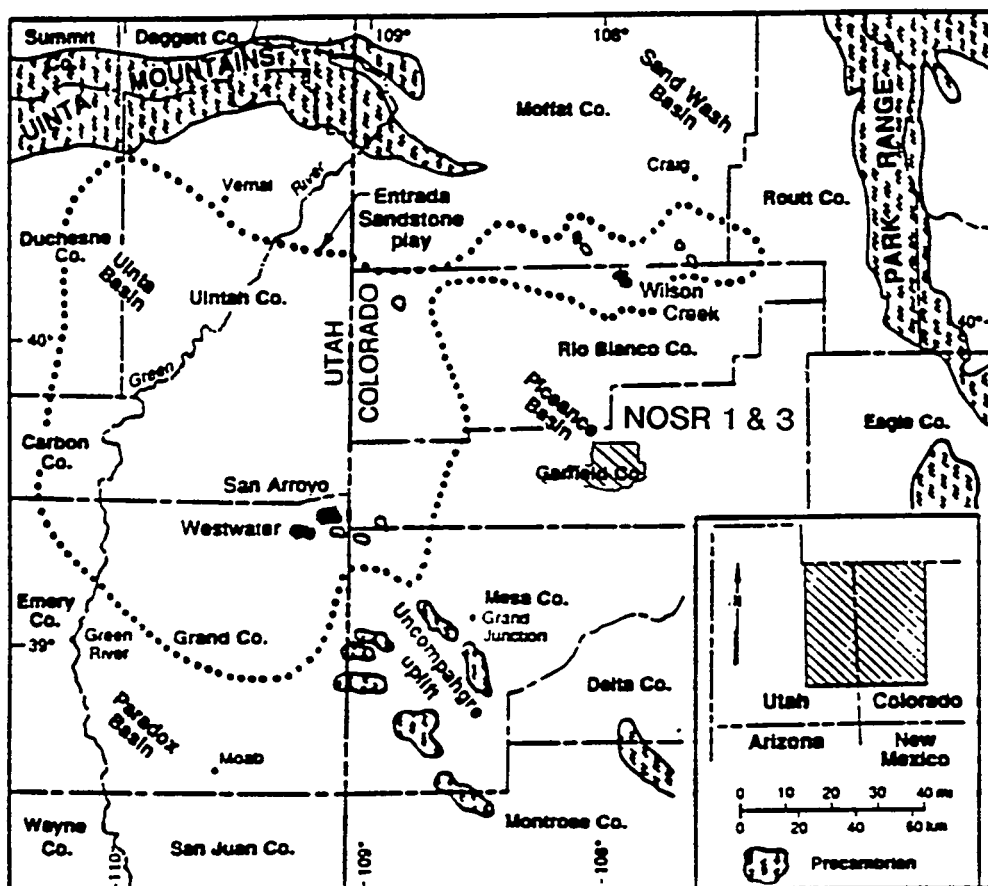 Summit
Co.
Daggett Co.
109°
108°
UINTA MOUNTAINS
Sand Wash
Basin
Moffat Co.
PARK RANGE
Craig
Vernal
River
Entrada
Sandstone
play
Routt Co.
Duchesne
Co.
Uinta
Basin
Uintah Co.
Wilson
Creek
40°
40°
UTAH
COLORADO
Rio Blanco Co.
Green
Piceance
Basin
NOSR 1 & 3
Eagle Co.
Carbon
Co.
Garfield Co.
San Arroyo
Westwater
Emery
Co.
Mesa Co.
Grand
Junction
Green
River
39°
Grand Co.
Uncompahgre
uplift
Delta Co.
Paradox
Basin
Moab
Utah
Colorado
Arizona
New
Mexico
0 10 20 30 40 mi
0 20 40 60 km
Precambrian
Wayne
Co.
San Juan Co.
Montrose Co.
110°
109°
108°